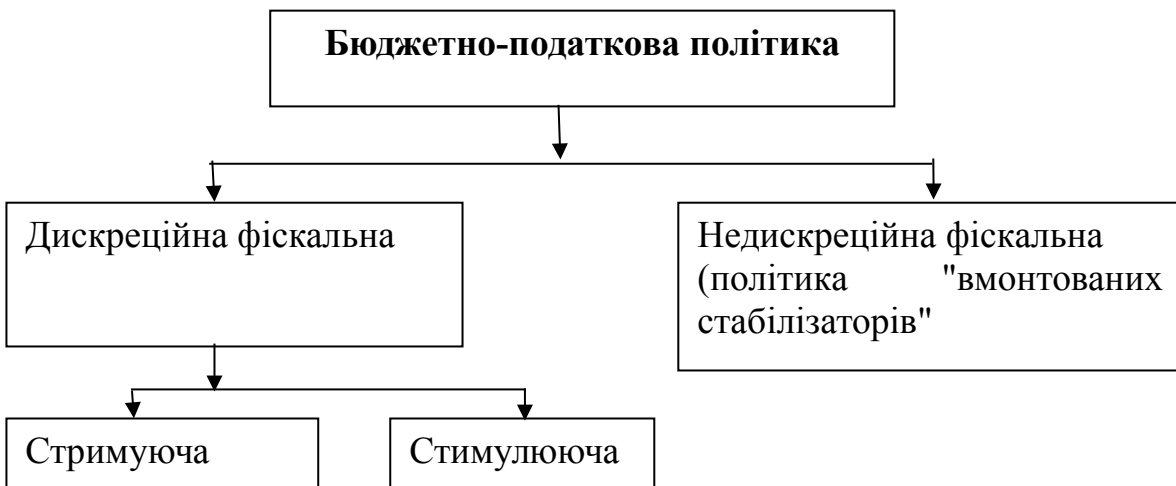 Бюджетно-податкова політика
Дискреційна фіскальна
Недискреційна фіскальна
(політика "вмонтованих
стабілізаторів"
Стримуюча
Стимулююча